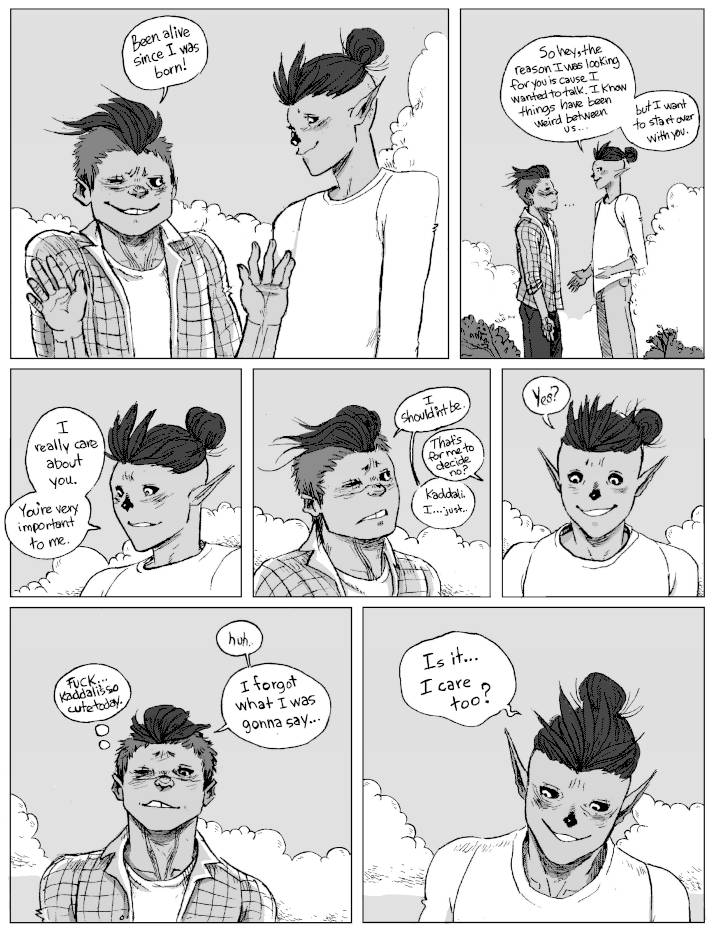 Been alive
since I was
born!
So hey, the
reason I was looking
for you is cause I
wanted to talk. I know
things have been
weird between
us....
but I want
to start over
with you.
...
I
really care
about
you.
You're very
important
to me.
I
should'nt be.
That's
for me to
decide
no?
Kaddali.
I...just..
Yes?
Fuck...
Kaddali's so
cute today.
huh..
I forgot
what I was
gonna say...
Is it...
I care
too?